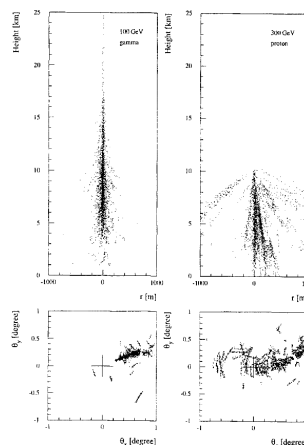 Height [km]
25
20
15
10
5
0
-1000
0
1000
r [m]
100 GeV
gamma
Height [km]
25
20
15
10
5
0
-1000
0
r [m]
300 GeV
proton
θy [degree]
1
0.5
0
-0.5
-1
-1
0
1
θx [degree]
θy [degree]
1
0.5
0
-0.5
-1
-1
0